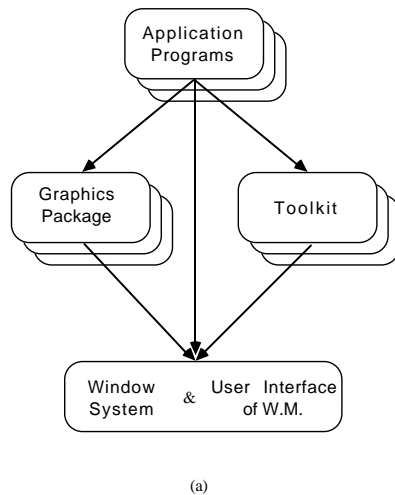 Application
Programs
Graphics
Package
Toolkit
Window
System
&
User Interface
of W.M.
(a)